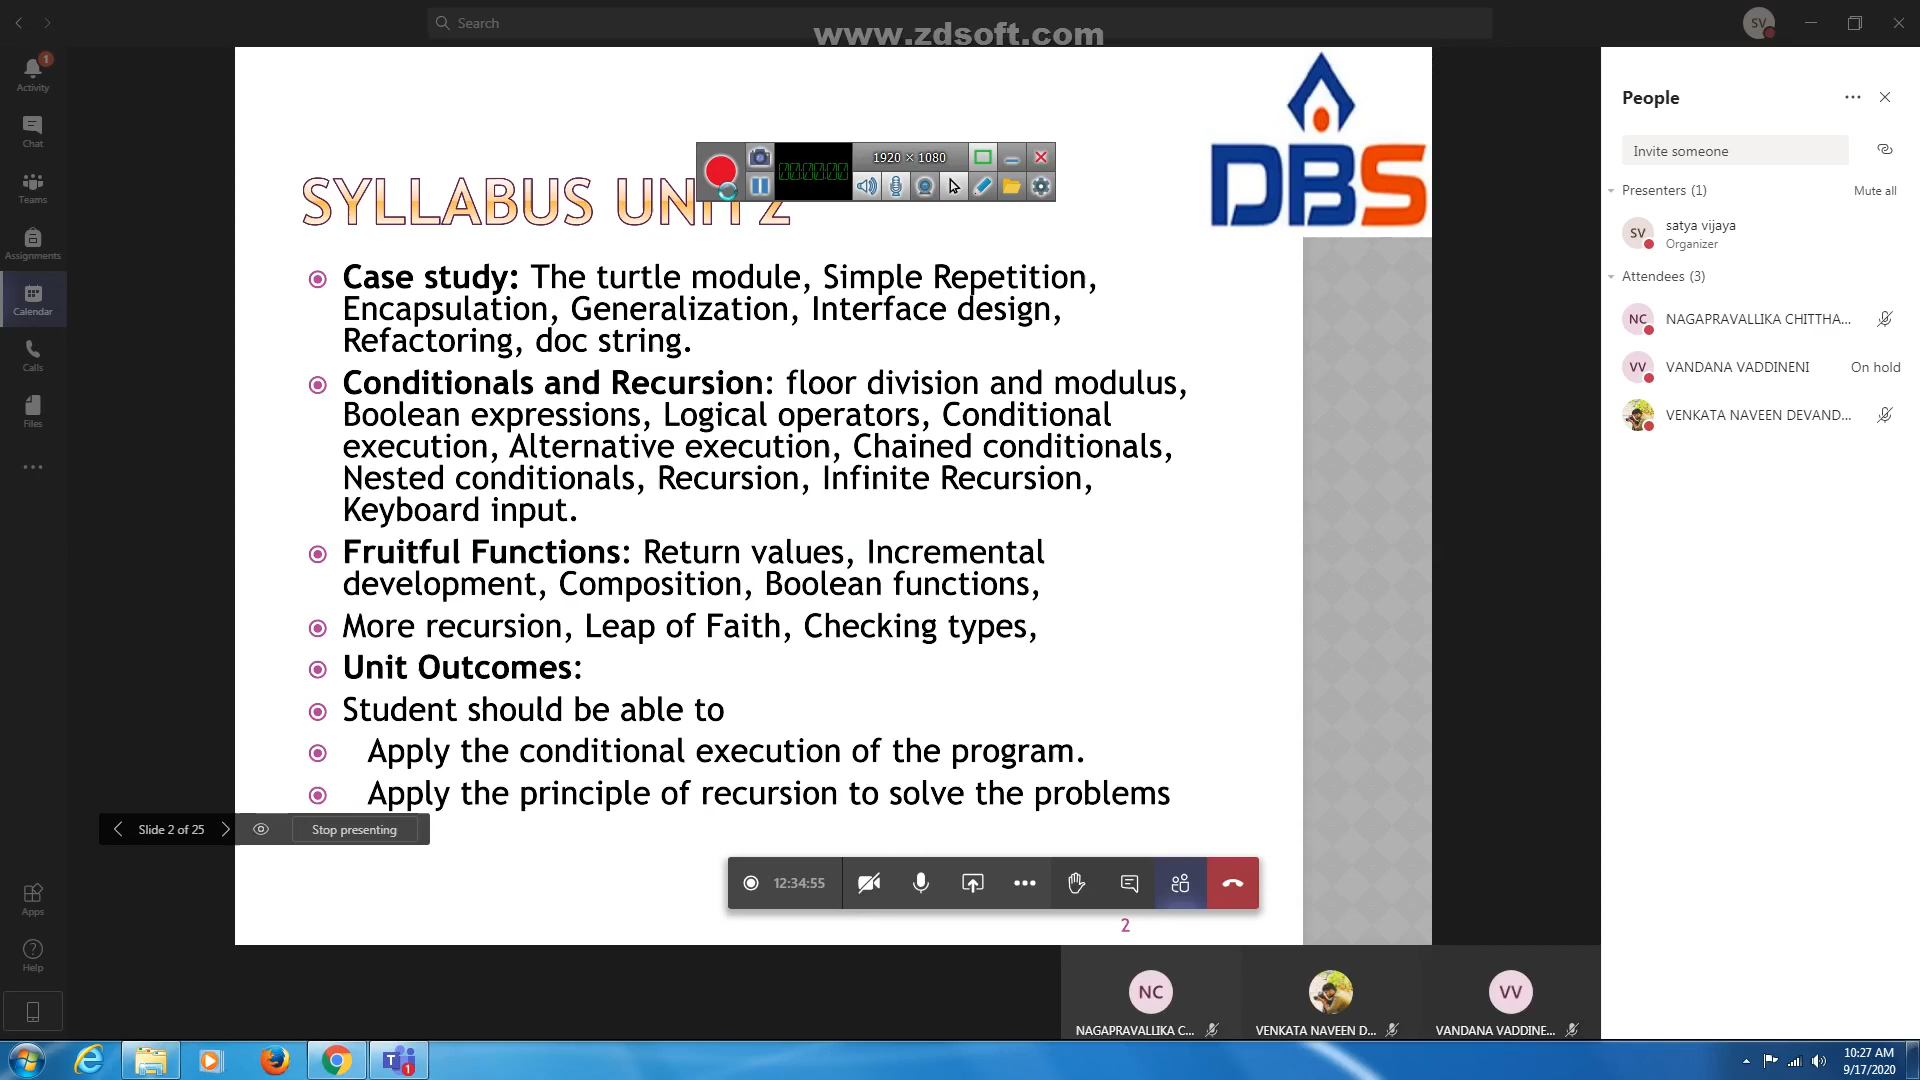 Search
www.zdsoft.com
SV
1
Activity
Chat
Teams
Assignments
Calendar
Calls
Files
Apps
Help
DBS
1920 × 1080
00:00:00
SYLLABUS UNIT 2
Case study: The turtle module, Simple Repetition,
Encapsulation, Generalization, Interface design,
Refactoring, doc string.
Conditionals and Recursion: floor division and modulus,
Boolean expressions, Logical operators, Conditional
execution, Alternative execution, Chained conditionals,
Nested conditionals, Recursion, Infinite Recursion,
Keyboard input.
Fruitful Functions: Return values, Incremental
development, Composition, Boolean functions,
More recursion, Leap of Faith, Checking types,
Unit Outcomes:
Student should be able to
Apply the conditional execution of the program.
Apply the principle of recursion to solve the problems
Slide 2 of 25
Stop presenting
12:34:55
2
People
Invite someone
Presenters (1)
Mute all
SV
satya vijaya
Organizer
Attendees (3)
NC
NAGAPRAVALLIKA CHITTHA...
VV
VANDANA VADDINENI
On hold
VENKATA NAVEEN DEVAND...
NC
VV
NAGAPRAVALLIKA C...
VENKATA NAVEEN D...
VANDANA VADDINE...
T
1
10:27 AM
9/17/2020